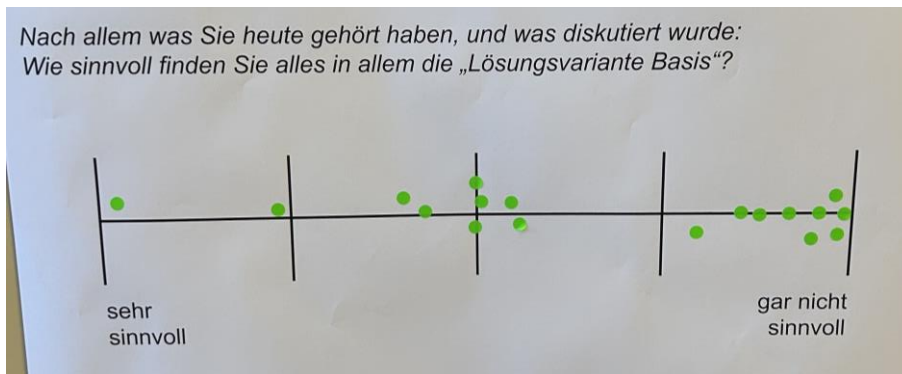 Nach allem was Sie heute gehört haben, und was diskutiert wurde:
Wie sinnvoll finden Sie alles in allem die „Lösungsvariante Basis“?
sehr
sinnvoll
gar nicht
sinnvoll